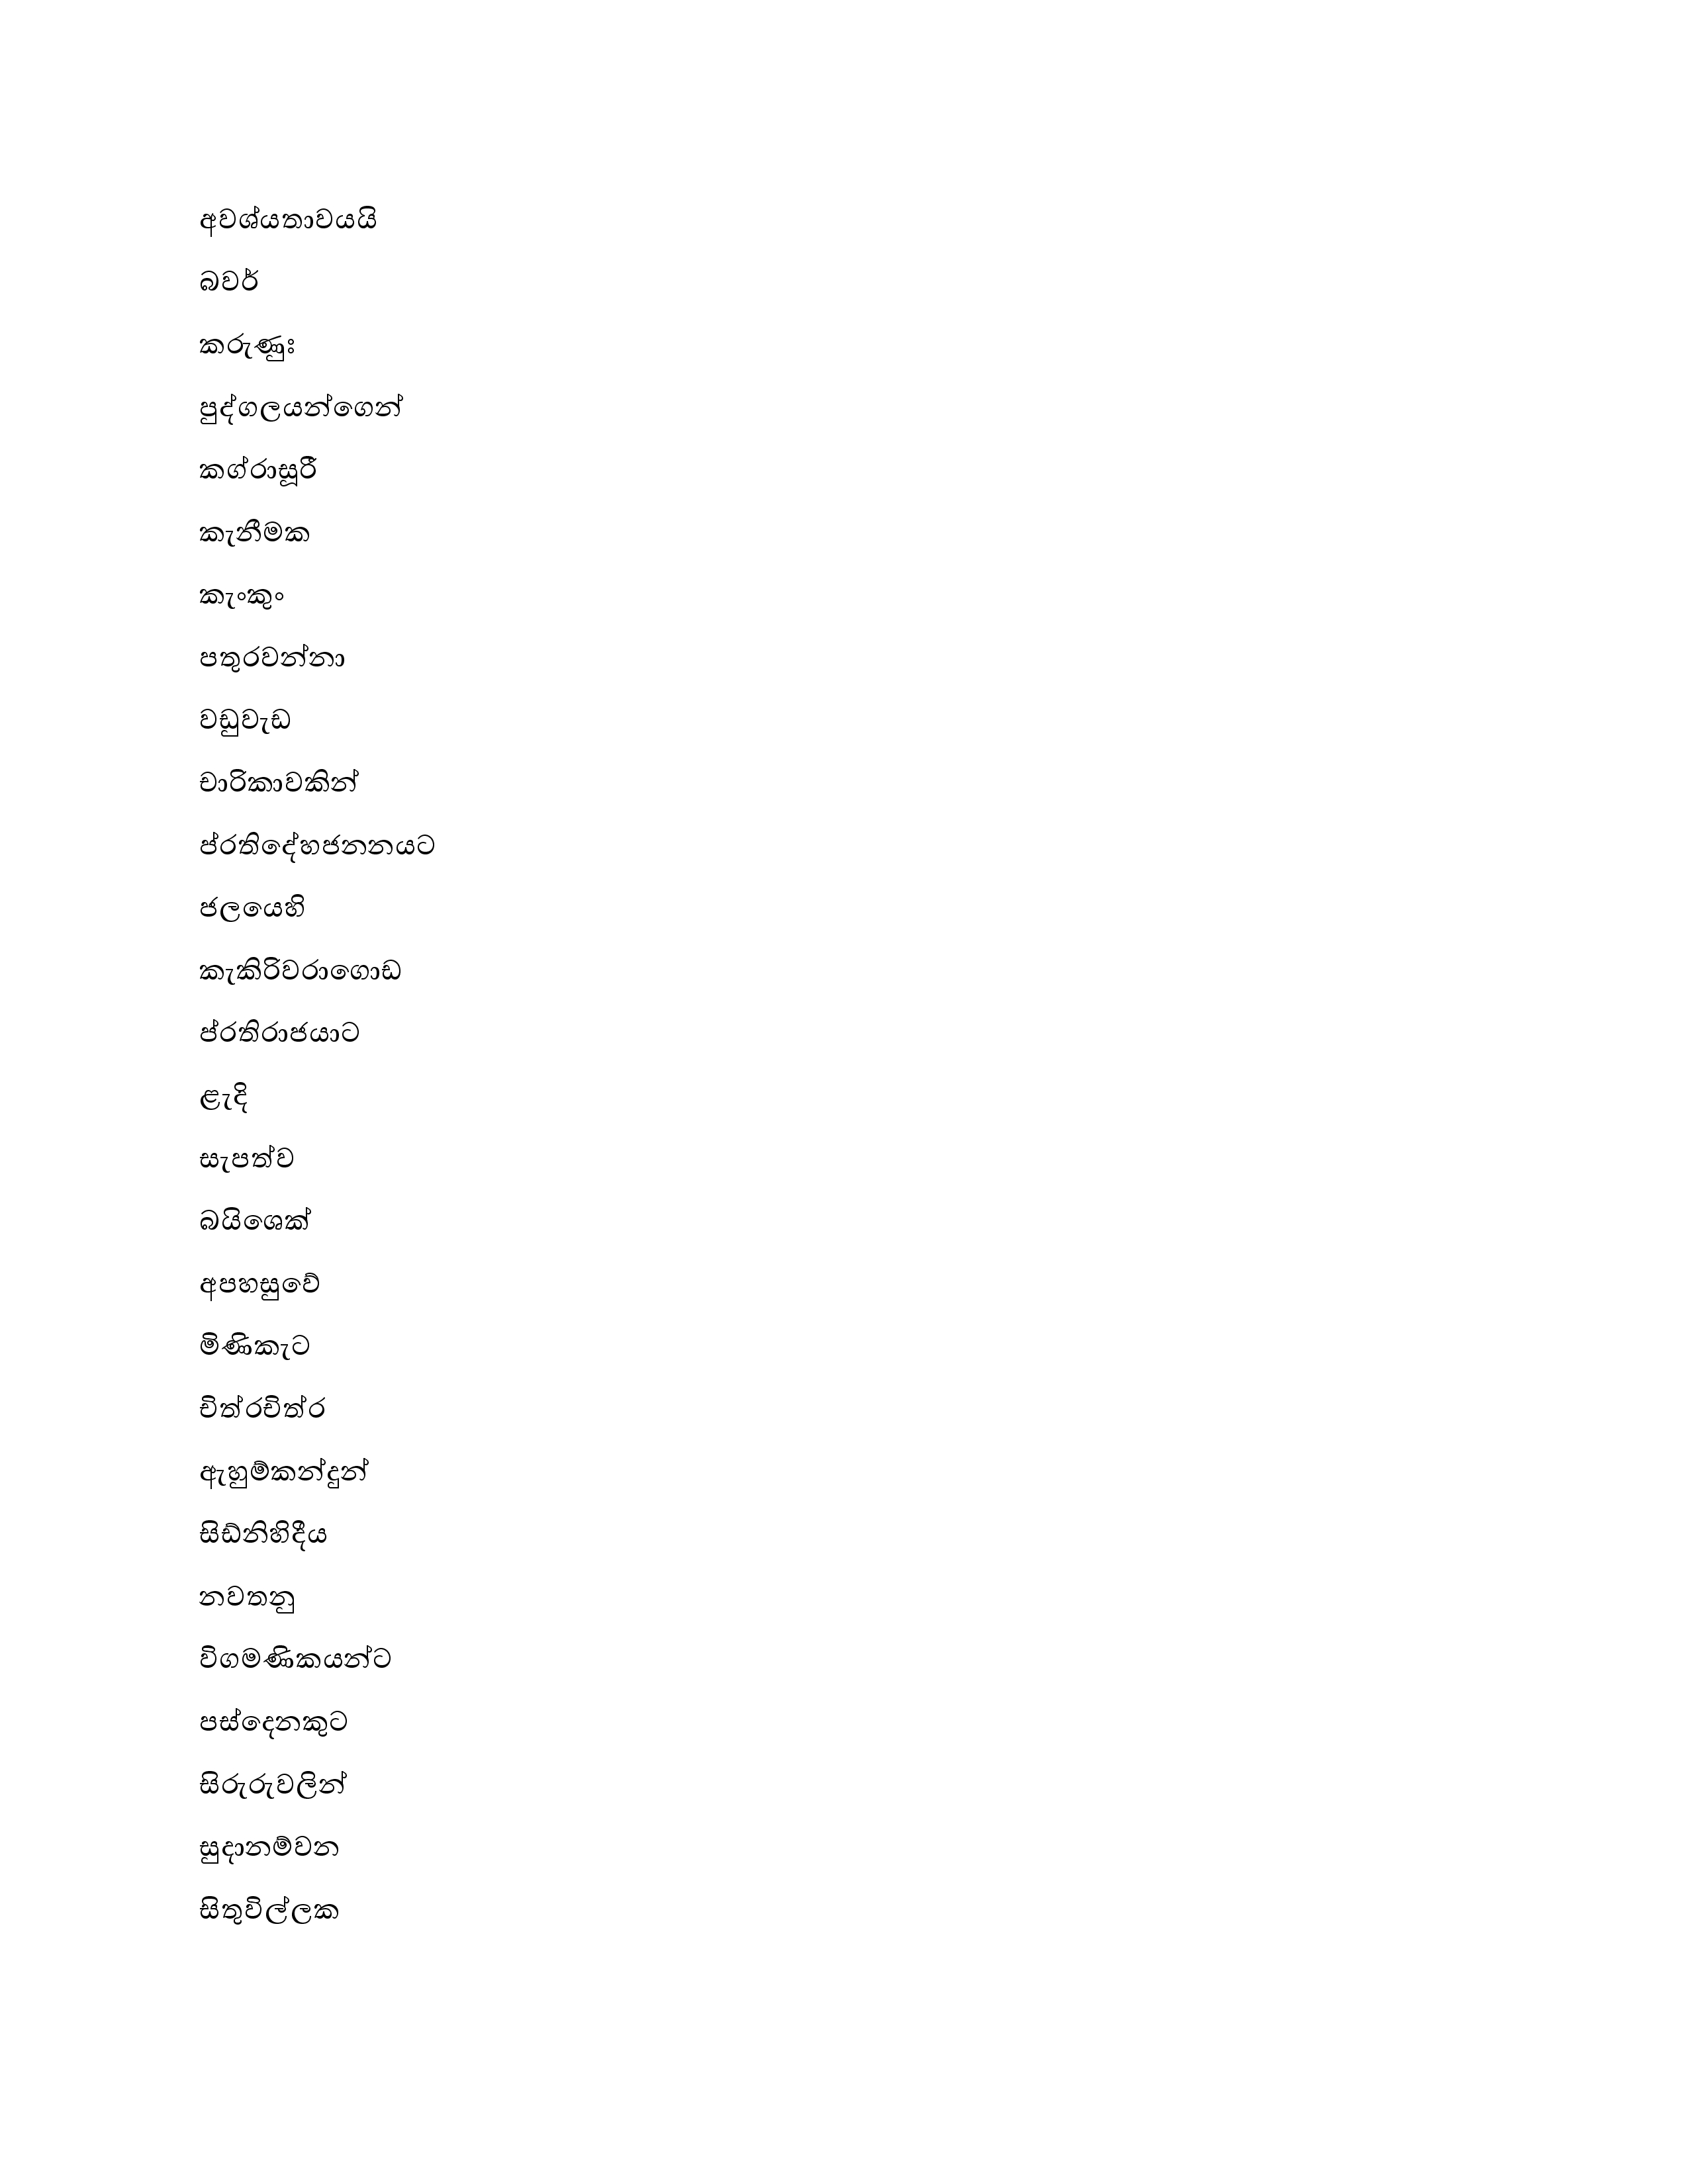 අවශ්යතාවයයි
බවර්
කරුණුඃ
පුද්ගලයන්ගෙන්
කග්රාසූරී
කැනීමක
කැංකුං
පතුරවන්නා
වඩුවැඩ
චාරිකාවකින්
ප්රතිදේහජනනයට
ජලයෙහි
කැකිරිවරාගොඩ
ප්රතිරාජයාට
ළැදි
සැපත්ව
බයිශෙක්
අපහසුවේ
මිණිකැට
චිත්රචිත්ර
ඇහුම්කන්දුන්
සිඩ්නිහිදීය
නවතනු
විගමණිකයන්ට
පස්දෙනකුට
සිරුරුවලින්
සුදානම්වන
සිතුවිල්ලක